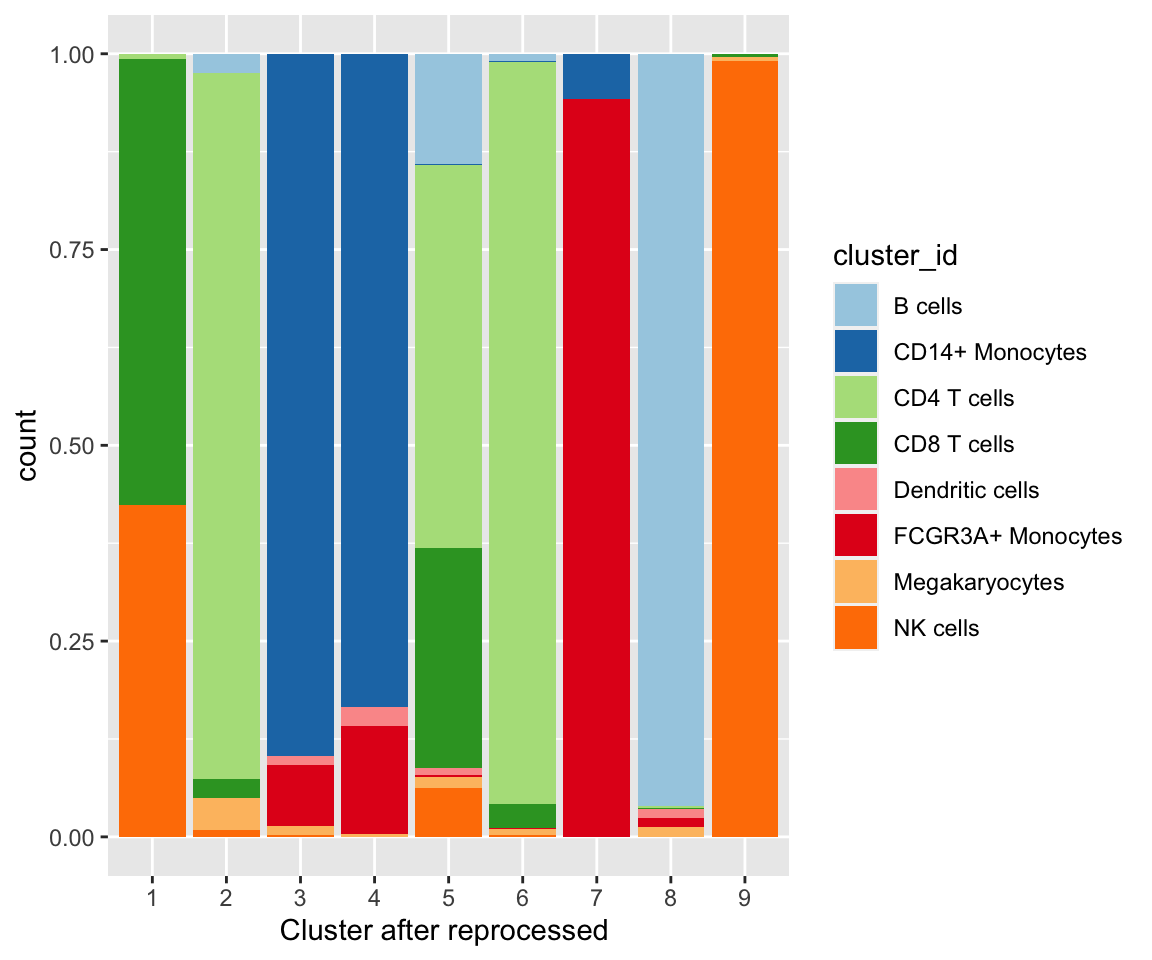 1.00
0.75
0.50
0.25
0.00
count
1 2 3 4 5 6 7 8 9
Cluster after reprocessed
cluster_id
B cells
CD14+ Monocytes
CD4 T cells
CD8 T cells
Dendritic cells
FCGR3A+ Monocytes
Megakaryocytes
NK cells